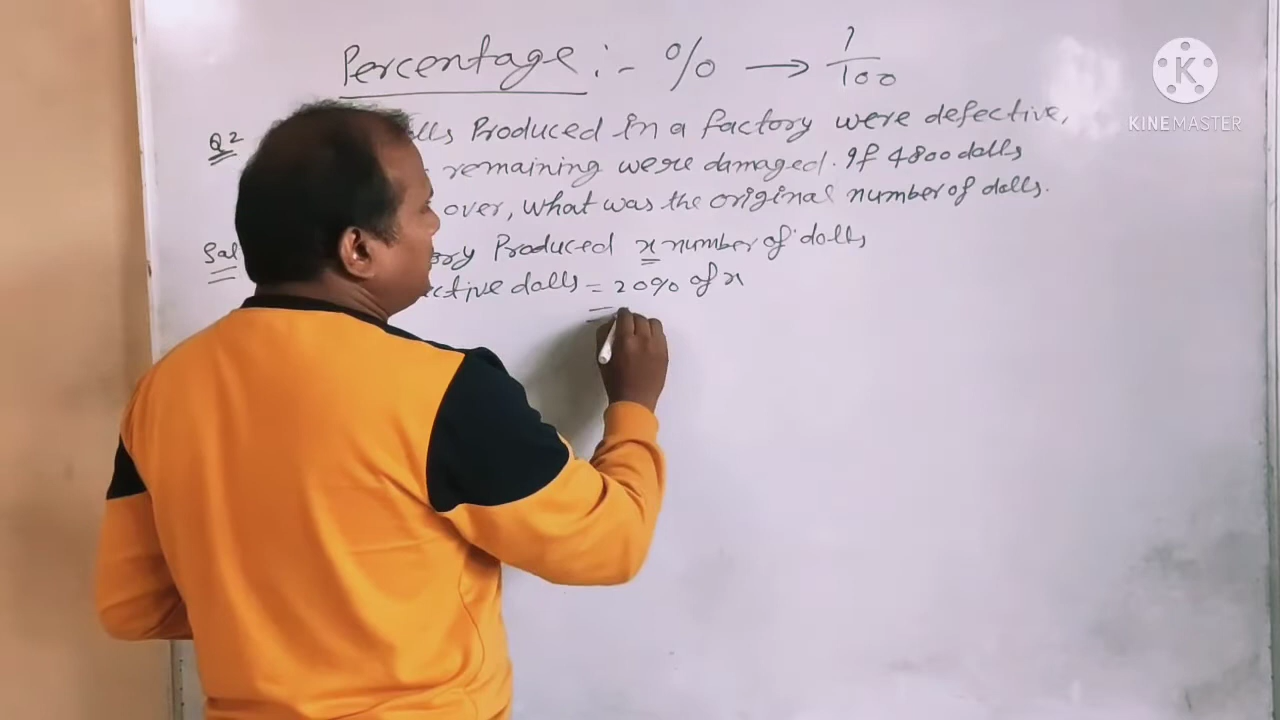 Percentage :- % → 1/100
Q2 lls Produced in a factory were defective,
remaining were damaged. If 4800 dolls
over, what was the original number of dolls.
Sol ory Produced x number of dolls
ective dolls = 20% of x
=
KINEMASTER